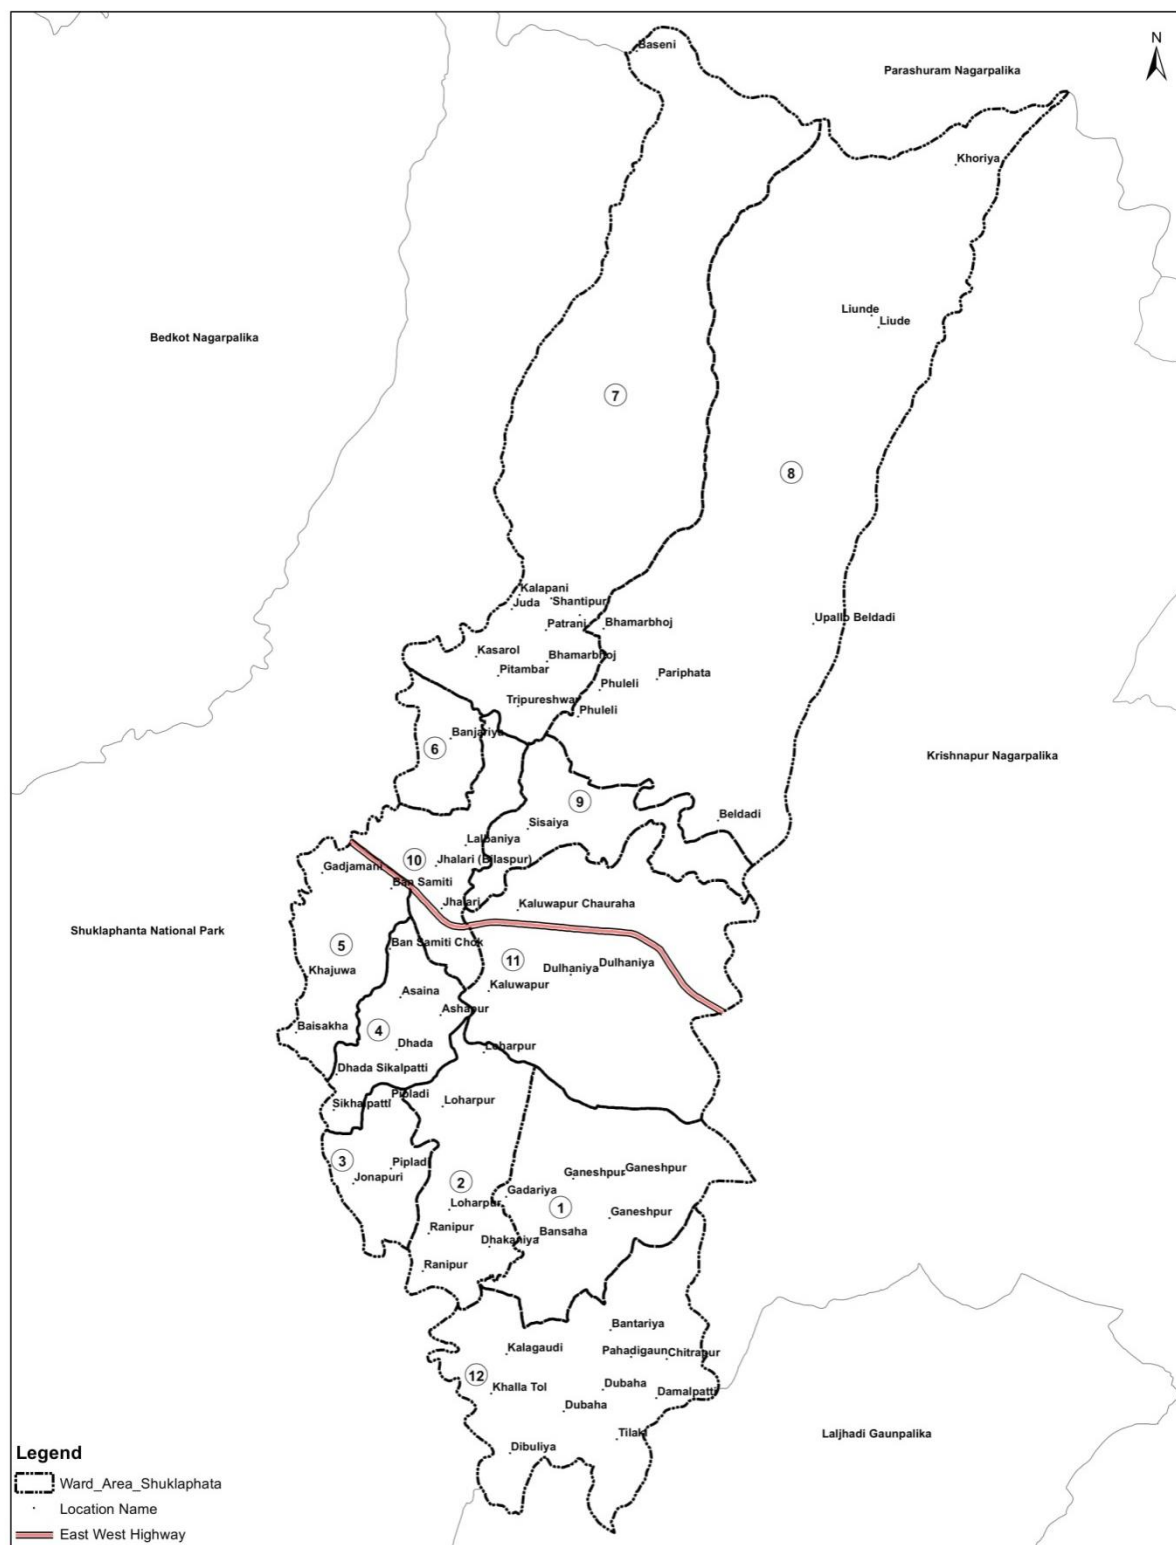 N
Baseni
Parashuram Nagarpalika
Khoriya
Liunde
Liude
Bedkot Nagarpalika
7
8
Kalapani
Shantipur
Juda
Upallo Beldadi
Patrani
Bhamarbhoj
Kasarol
Bhamarbhoj
Pitambar
Pariphata
Phuleli
Tripureshwar
Phuleli
Banjariya
6
Krishnapur Nagarpalika
9
Beldadi
Sisaiya
Lalbaniya
10
Jhalari (Bilaspur)
Gadjamani
Ban Samiti
Jhalari
Kaluwapur Chauraha
Shuklaphanta National Park
5
Ban Samiti Chok
11
Dulhaniya
Dulhaniya
Khajuwa
Kaluwapur
Asaina
Ashapur
Baisakha
4
Dhada
Loharpur
Dhada Sikalpatti
Pipladi
Sikhalpatti
Loharpur
3
Pipladi
Jonapuri
Ganeshpur
Ganeshpur
2
Gadariya
Loharpur
1
Ganeshpur
Ranipur
Bansaha
Dhakaniya
Ranipur
Bantariya
Kalagaudi
Pahadigaun
Chitrapur
12
Khalla Tol
Dubaha
Damalpatti
Dubaha
Tilaki
Laljhadi Gaunpalika
Dibuliya
Legend
Ward_Area_Shuklaphata
Location Name
East West Highway